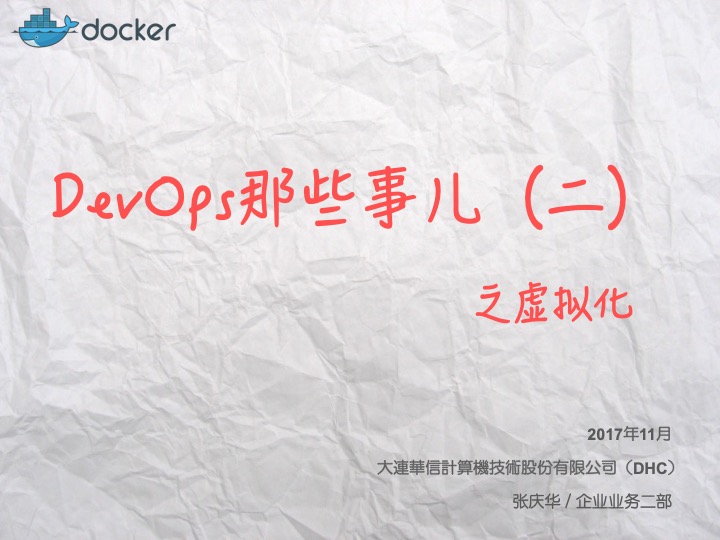 docker
DevOps那些事儿（二）
之虚拟化
2017年11月
大連華信計算機技術股份有限公司（DHC）
张庆华 / 企业业务二部